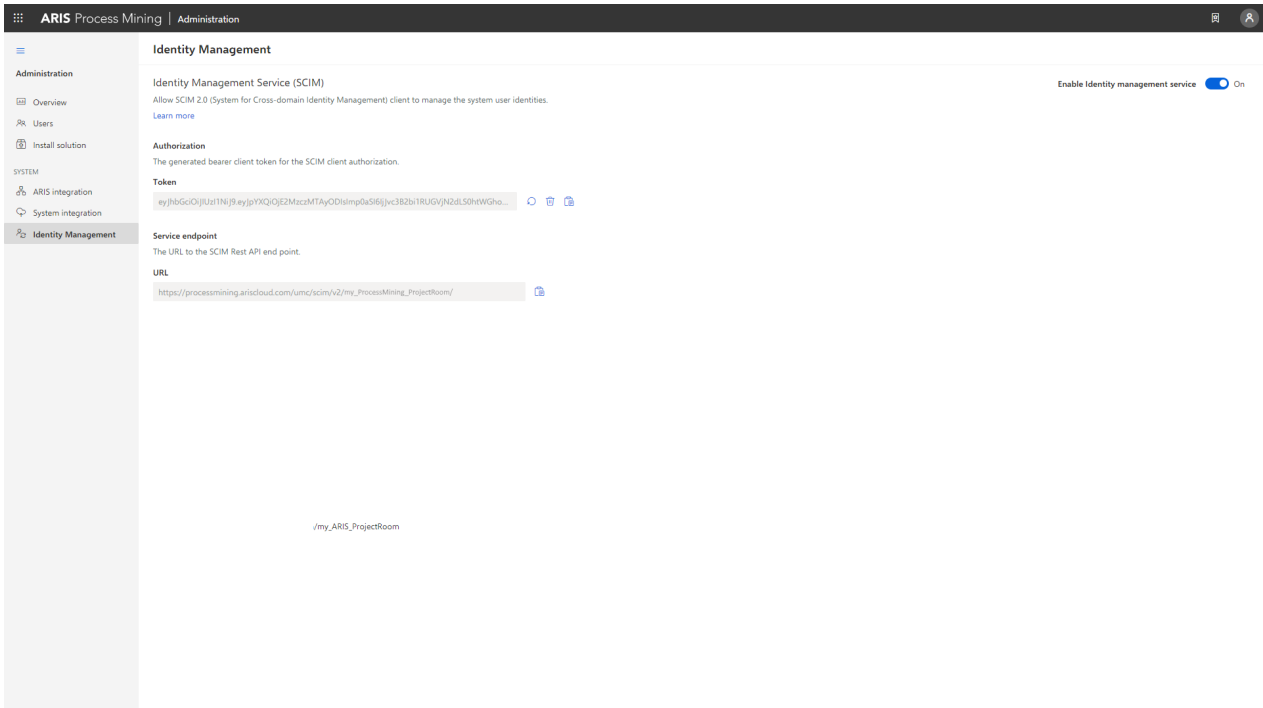 ARIS Process Mining | Administration
Identity Management
Administration
Identity Management Service (SCIM)
Enable Identity management service On
Allow SCIM 2.0 (System for Cross-domain Identity Management) client to manage the system user identities.
Overview
Learn more
Users
Install solution
Authorization
The generated bearer client token for the SCIM client authorization.
SYSTEM
Token
ARIS integration
System integration
Identity Management
Service endpoint
The URL to the SCIM Rest API end point.
URL
https://processmining.ariscloud.com/umc/scim/v2/my_ProcessMining_ProjectRoom/
/my_ARIS_ProjectRoom